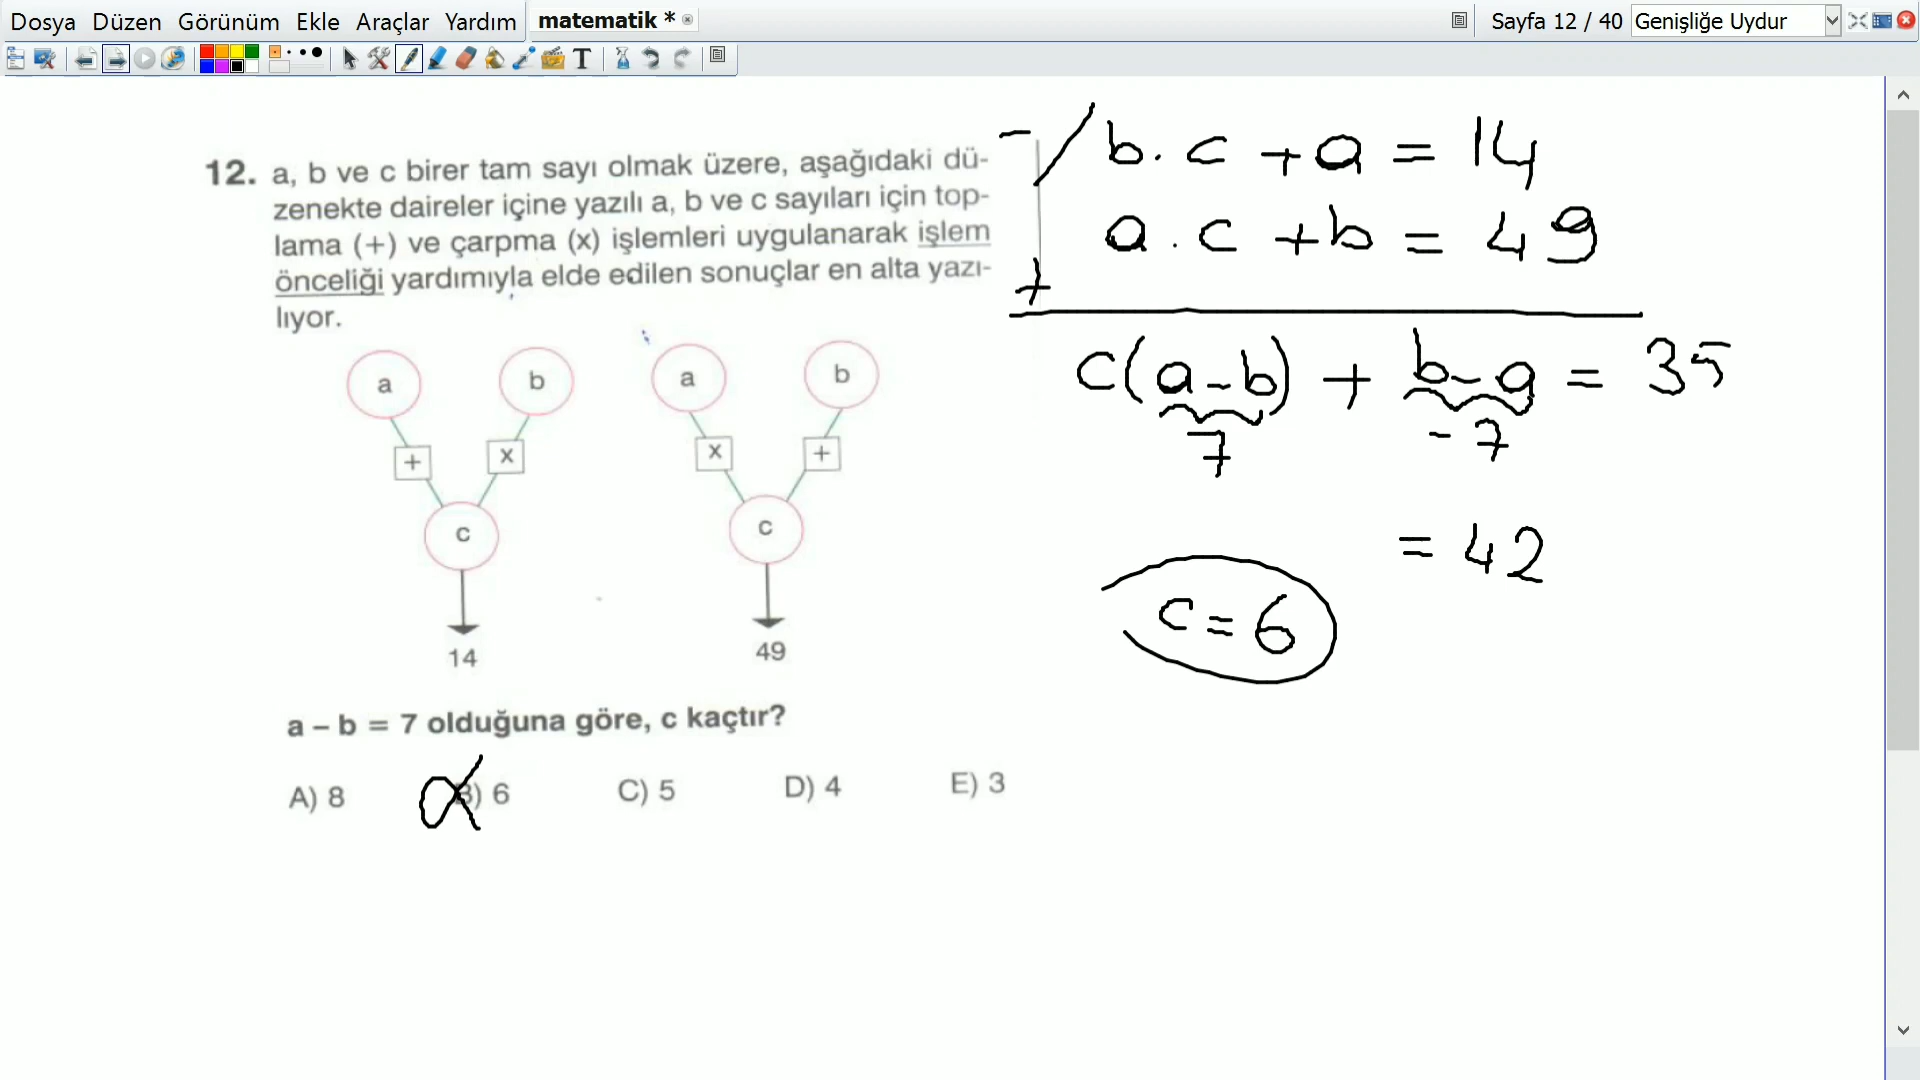 Dosya Düzen Görünüm Ekle Araçlar Yardım matematik * Sayfa 12 / 40 Genişliğe Uydur
T
12. a, b ve c birer tam sayı olmak üzere, aşağıdaki dü-
zenekte daireler içine yazılı a, b ve c sayıları için top-
lama (+) ve çarpma (x) işlemleri uygulanarak işlem
önceliği yardımıyla elde edilen sonuçlar en alta yazı-
lıyor.
a b a b
+ x x +
c c
14 49
a – b = 7 olduğuna göre, c kaçtır?
A) 8 B) 6 C) 5 D) 4 E) 3
- / b . c + a = 14
a . c + b = 49
+
c(a - b) + b - a = 35
7 - 7
= 42
c = 6